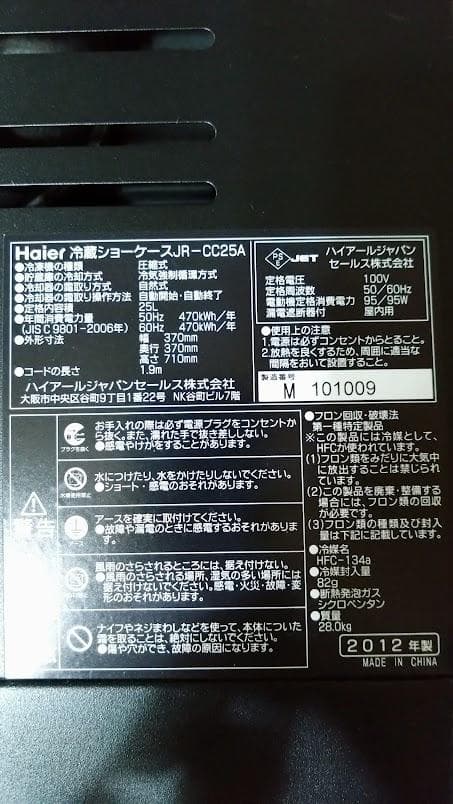 Haier 冷蔵ショーケースJR-CC25A
●冷凍機の種類 圧縮式
●貯蔵庫の冷却方式 冷気強制循環方式
●冷却器の霜取り方式 自然式
●冷却器の霜取り操作方法 自動開始・自動終了
●定格内容積 25L
●年間消費電力量 50Hz 470kWh/年
(JIS C 9801-2006年) 60Hz 470kWh/年
●外形寸法 幅 370mm
奥行 370mm
高さ 710mm
●コードの長さ 1.9m
ハイアールジャパンセールス株式会社
大阪市中央区谷町9丁目1番22号 NK谷町ビル7階
PS
E
JET
ハイアールジャパン
セールス株式会社
定格電圧 100V
定格周波数 50/60Hz
電動機定格消費電力 95/95W
漏電遮断器付 屋内用
●使用上の注意
1.電源は必ずコンセントからとること。
2.放熱を良くするため、周囲に適当な
間隔をおいて設置すること。
製造番号
M 101009
警告
プラグを抜く
お手入れの際は必ず電源プラグをコンセントか
ら抜く。また、濡れた手で抜き差ししない。
●感電やけがをすることがあります。
水場使用禁止
水につけたり、水をかけたりしないでください。
●ショート・感電のおそれがあります。
アースを確実に取付けてください。
●故障や漏電のときに感電するおそれがありま
す。
風雨のさらされるところには、据え付けない。
●風雨のさらされる場所、湿気の多い場所には
据え付けないでください。感電・火災・故障・変
形のおそれがあります。
ナイフやネジまわしなどを使って、本体についた
霜を取ることは、絶対にしないでください。
●傷や穴ができ、故障の原因になります。
●フロン回収・破壊法
第一種特定製品
※この製品には冷媒として、
HFCが使われています。
(1)フロン類をみだりに大気中
に放出することは禁じられ
ています。
(2)この製品を廃棄・整備する
場合には、フロン類の回収
が必要です。
(3)フロン類の種類及び封入
量は下記に記載しています。
●冷媒名
HFC-134a
●冷媒封入量
82g
●断熱発泡ガス
シクロペンタン
●質量
28.0kg
2012年製
MADE IN CHINA